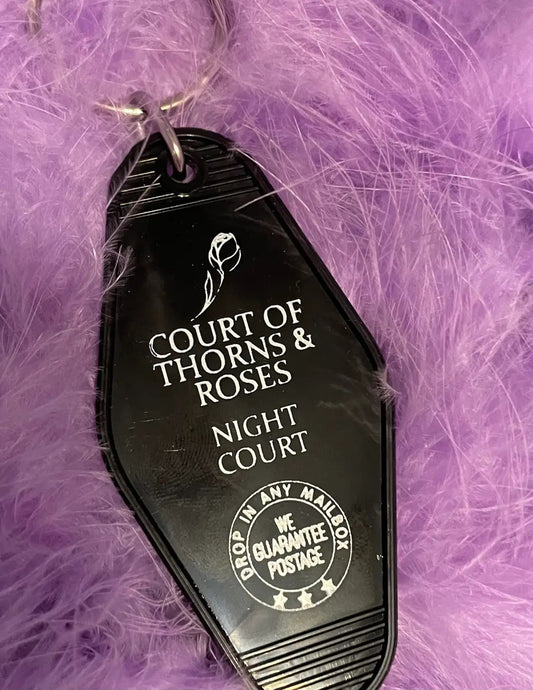 COURT OF
THORNS &
ROSES
NIGHT
COURT
DROP IN ANY MAILBOX
WE
GUARANTEE
POSTAGE